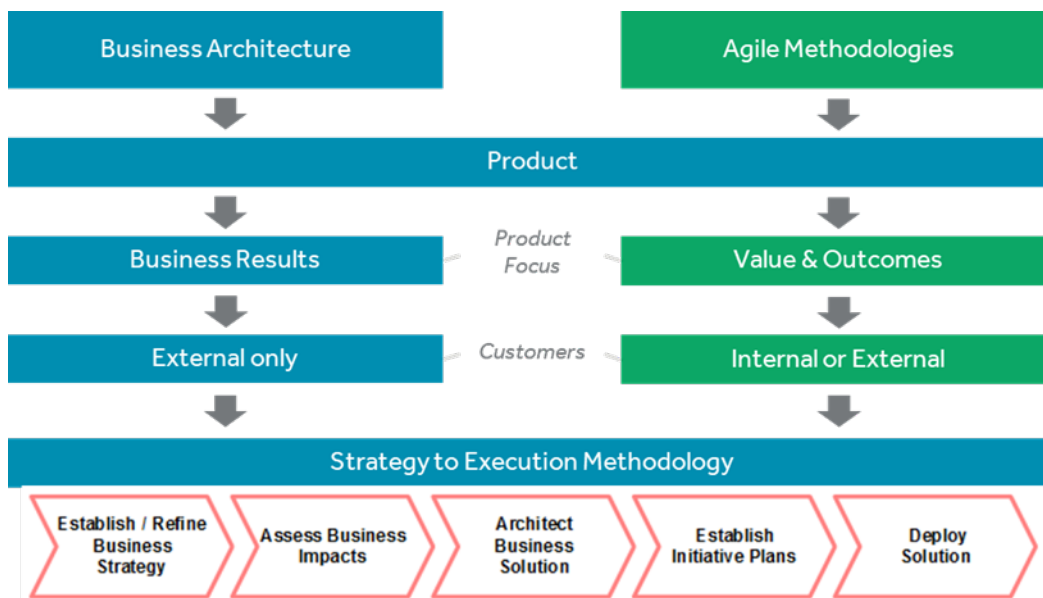 Business Architecture
Agile Methodologies
Product
Product
Focus
Business Results
Value & Outcomes
Customers
External only
Internal or External
Strategy to Execution Methodology
Establish / Refine
Business
Strategy
Assess Business
Impacts
Architect
Business
Solution
Establish
Initiative Plans
Deploy
Solution